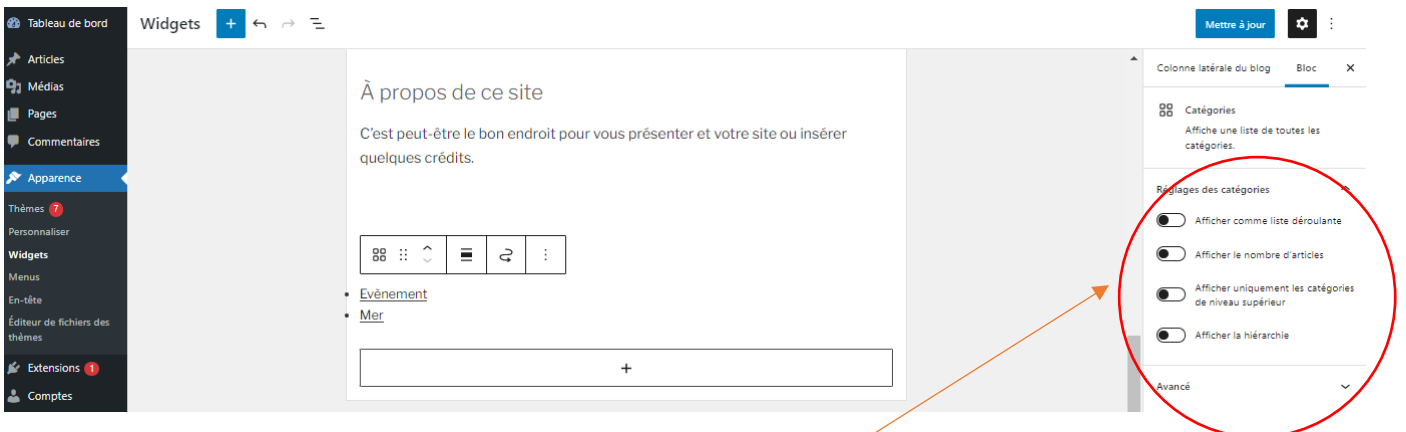 Tableau de bord
Articles
Médias
Pages
Commentaires
Apparence
Thèmes 7
Personnaliser
Widgets
Menus
En-tête
Éditeur de fichiers des
thèmes
Extensions 1
Comptes
Widgets
Mettre à jour
À propos de ce site
C'est peut-être le bon endroit pour vous présenter et votre site ou insérer
quelques crédits.
Evènement
Mer
Colonne latérale du blog
Bloc
Catégories
Affiche une liste de toutes les
catégories.
Réglages des catégories
Afficher comme liste déroulante
Afficher le nombre d'articles
Afficher uniquement les catégories
de niveau supérieur
Afficher la hiérarchie
Avancé